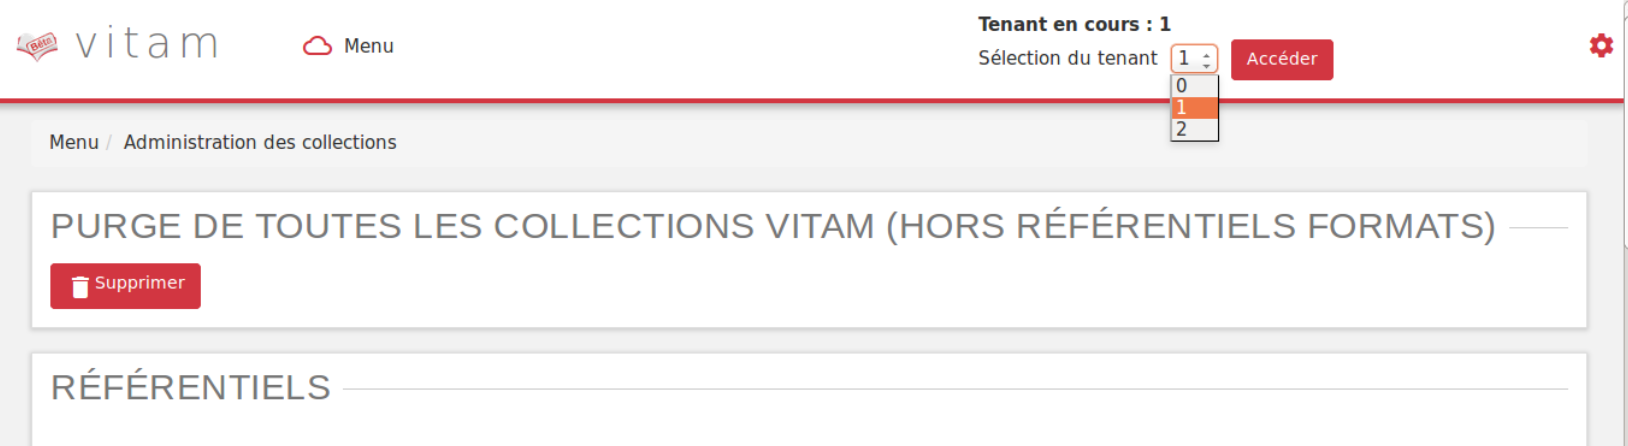 Bêta
vitam
Menu
Tenant en cours : 1
Sélection du tenant 1 Accéder
0
1
2
Menu / Administration des collections
PURGE DE TOUTES LES COLLECTIONS VITAM (HORS RÉFÉRENTIELS FORMATS)
Supprimer
RÉFÉRENTIELS